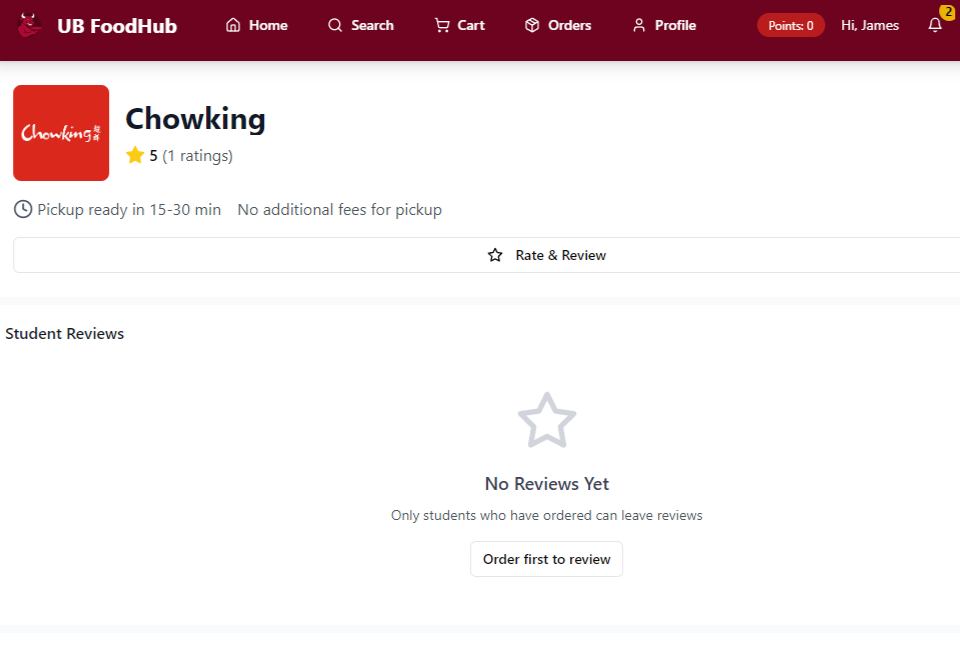 UB FoodHub Home Search Cart Orders Profile Points: 0 Hi, James 2
Chowking
Chowking
5 (1 ratings)
Pickup ready in 15-30 min No additional fees for pickup
Rate & Review
Student Reviews
No Reviews Yet
Only students who have ordered can leave reviews
Order first to review